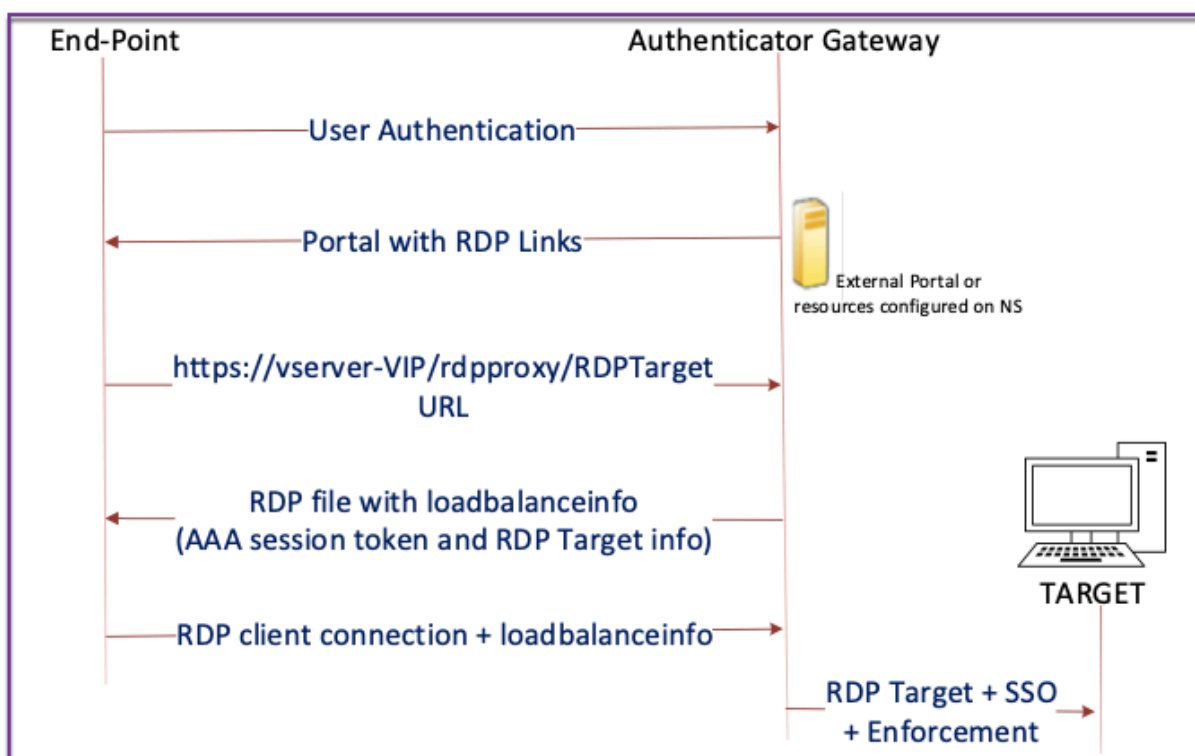 End-Point
Authenticator Gateway
User Authentication
Portal with RDP Links
External Portal or
resources configured on NS
https://vserver-VIP/rdpproxy/RDPTarget
URL
RDP file with loadbalanceinfo
(AAA session token and RDP Target info)
TARGET
RDP client connection + loadbalanceinfo
RDP Target + SSO
+ Enforcement